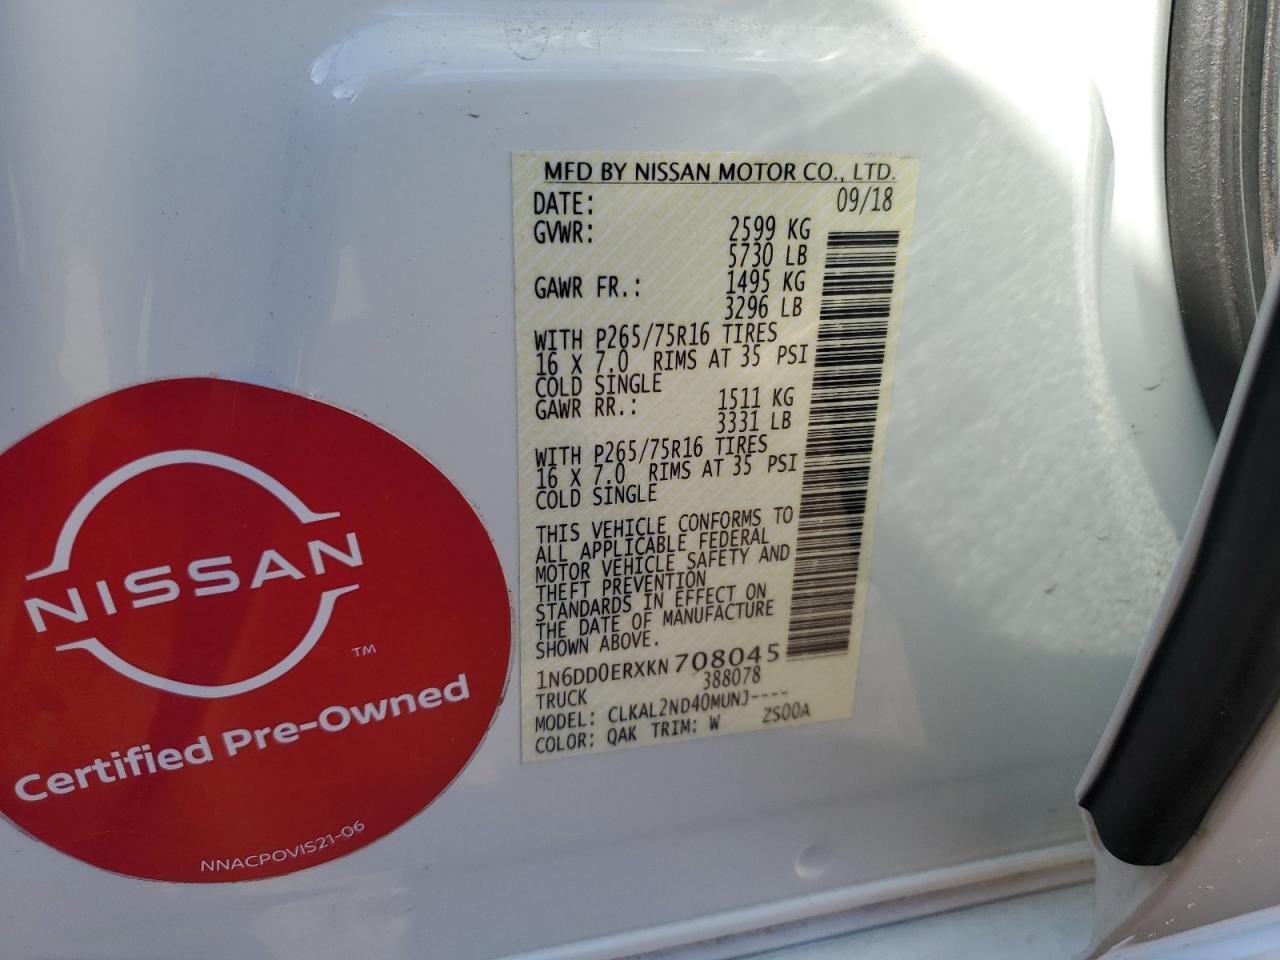 MFD BY NISSAN MOTOR CO., LTD.
DATE: 09/18
GVWR: 2599 KG
5730 LB
GAWR FR.: 1495 KG
3296 LB
WITH P265/75R16 TIRES
16 X 7.0 RIMS AT 35 PSI
COLD SINGLE
GAWR RR.: 1511 KG
3331 LB
WITH P265/75R16 TIRES
16 X 7.0 RIMS AT 35 PSI
COLD SINGLE
THIS VEHICLE CONFORMS TO
ALL APPLICABLE FEDERAL
MOTOR VEHICLE SAFETY AND
THEFT PREVENTION
STANDARDS IN EFFECT ON
THE DATE OF MANUFACTURE
SHOWN ABOVE.
1N6DD0ERXKN708045
TRUCK 388078
MODEL: CLKAL2ND40MUNJ----
COLOR: QAK TRIM: W ZS00A
NISSAN
TM
Certified Pre-Owned
NNACPOVIS21-06